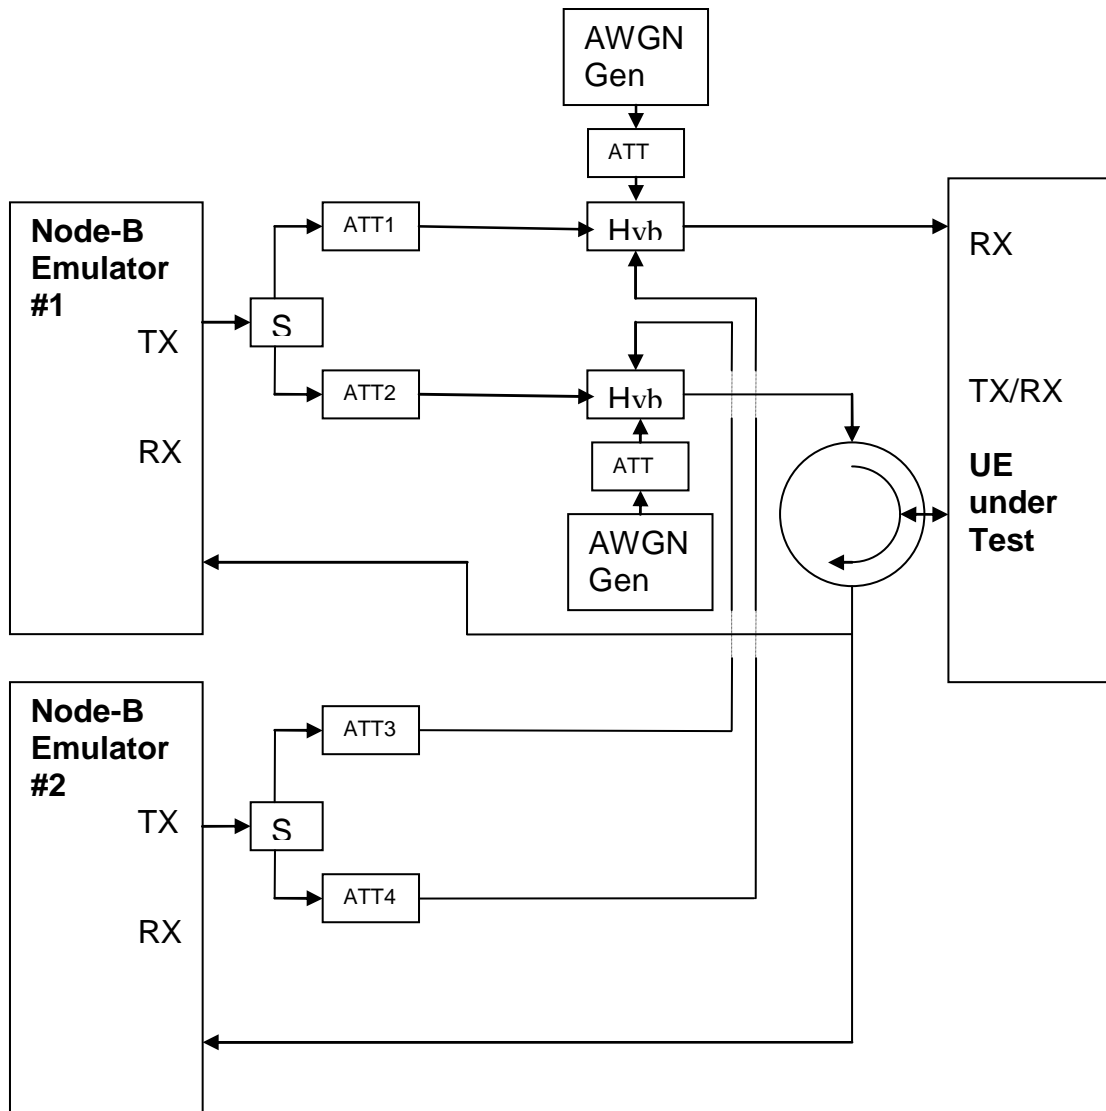 AWGN
Gen
ATT
Node-B
Emulator
#1
TX
RX
S
ATT1
ATT2
Hyb
Hyb
ATT
AWGN
Gen
RX
TX/RX
UE
under
Test
Node-B
Emulator
#2
TX
RX
S
ATT3
ATT4